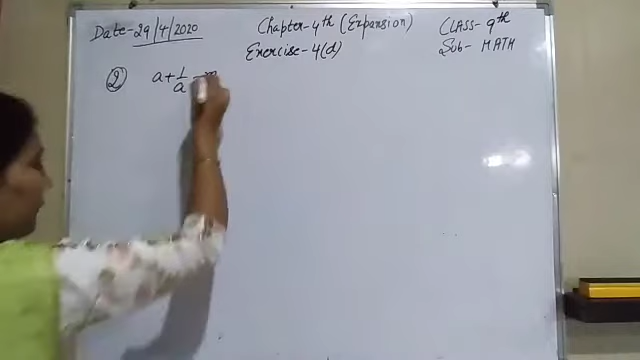 Date-29/4/2020 Chapter-4th (Expansion) CLASS-9th
Exercise-4(d) Sub- MATH
② a+1/a = m